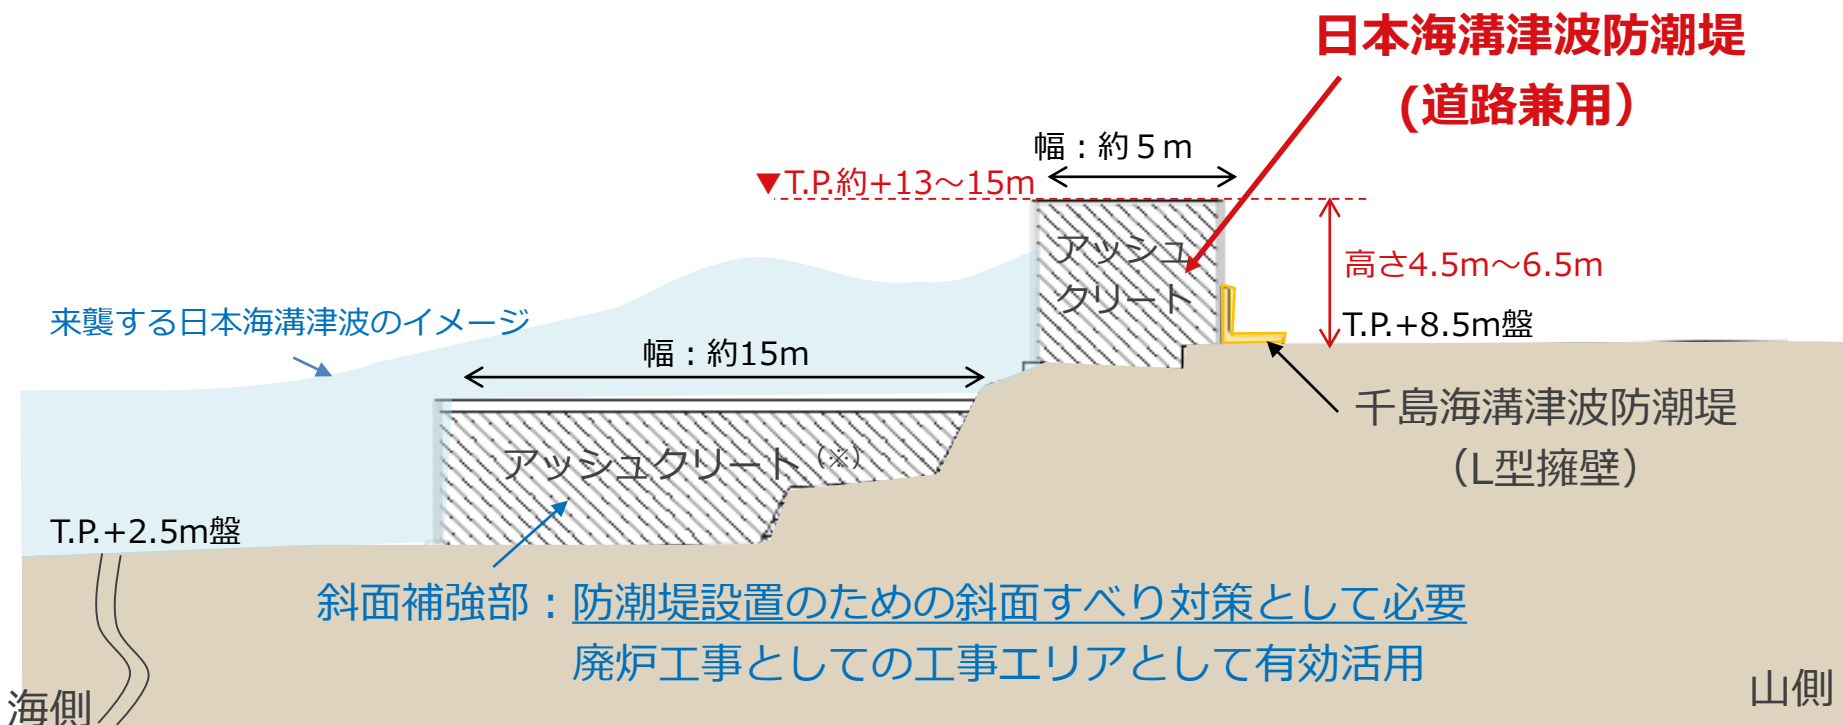 日本海溝津波防潮堤
(道路兼用）
幅：約５m
▼T.P.約+13～15m
アッシュ
クリート
高さ4.5m～6.5m
来襲する日本海溝津波のイメージ
T.P.+8.5m盤
幅：約15m
千島海溝津波防潮堤
（L型擁壁）
アッシュクリート（※）
T.P.+2.5m盤
斜面補強部：防潮堤設置のための斜面すべり対策として必要
廃炉工事としての工事エリアとして有効活用
海側
山側